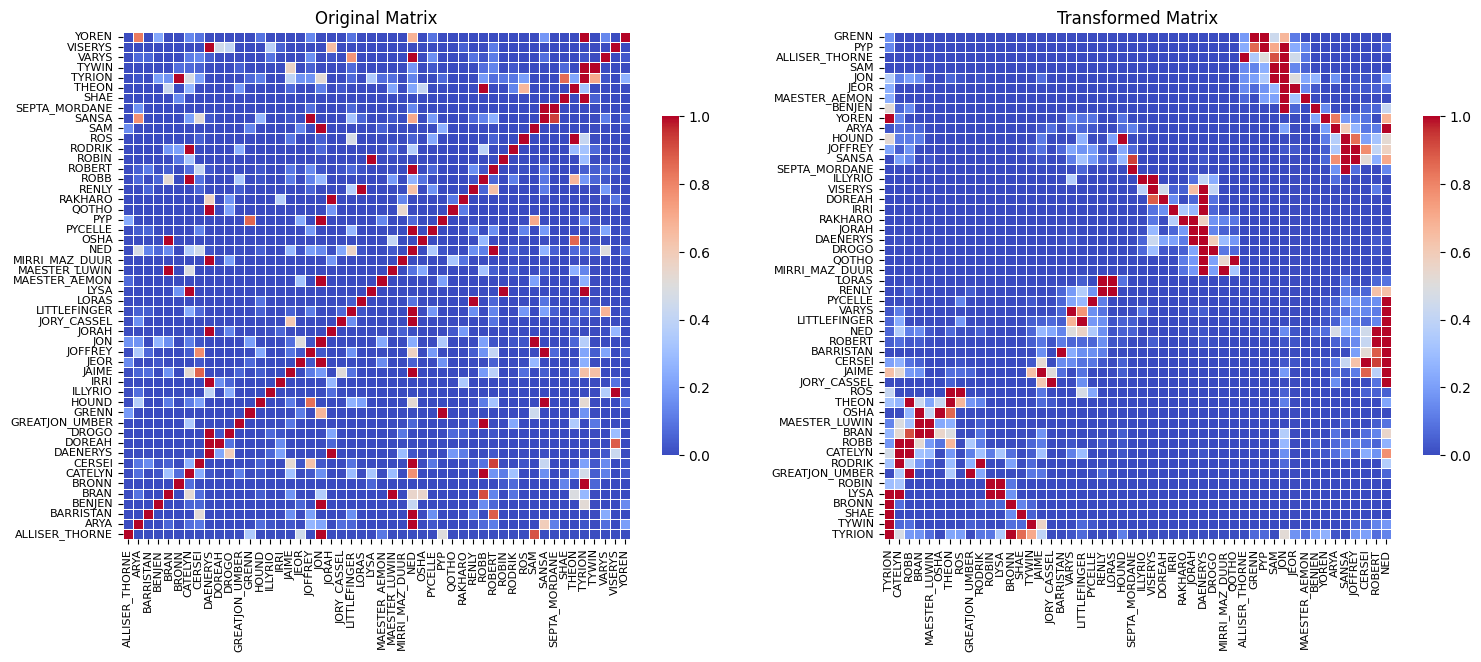 Original Matrix
YOREN
VISERYS
VARYS
TYWIN
TYRION
THEON
SHAE
SEPTA_MORDANE
SANSA
SAM
ROS
RODRIK
ROBIN
ROBERT
ROBB
RENLY
RAKHARO
QOTHO
PYP
PYCELLE
OSHA
NED
MIRRI_MAZ_DUUR
MAESTER_LUWIN
MAESTER_AEMON
LYSA
LORAS
LITTLEFINGER
JORY_CASSEL
JORAH
JON
JOFFREY
JEOR
JAIME
IRRI
ILLYRIO
HOUND
GRENN
GREATJON_UMBER
DROGO
DOREAH
DAENERYS
CERSEI
CATELYN
BRONN
BRAN
BENJEN
BARRISTAN
ARYA
ALLISER_THORNE
ALLISER_THORNE
ARYA
BARRISTAN
BENJEN
BRAN
BRONN
CATELYN
CERSEI
DAENERYS
DOREAH
DROGO
GREATJON_UMBER
GRENN
HOUND
ILLYRIO
IRRI
JAIME
JEOR
JOFFREY
JON
JORAH
JORY_CASSEL
LITTLEFINGER
LORAS
LYSA
MAESTER_AEMON
MAESTER_LUWIN
MIRRI_MAZ_DUUR
NED
OSHA
PYCELLE
PYP
QOTHO
RAKHARO
RENLY
ROBB
ROBERT
ROBIN
RODRIK
ROS
SAM
SANSA
SEPTA_MORDANE
SHAE
THEON
TYRION
TYWIN
VARYS
VISERYS
YOREN
1.0
0.8
0.6
0.4
0.2
0.0
Transformed Matrix
GRENN
PYP
ALLISER_THORNE
SAM
JON
JEOR
MAESTER_AEMON
BENJEN
YOREN
ARYA
HOUND
JOFFREY
SANSA
SEPTA_MORDANE
ILLYRIO
VISERYS
DOREAH
IRRI
RAKHARO
JORAH
DAENERYS
DROGO
QOTHO
MIRRI_MAZ_DUUR
LORAS
RENLY
PYCELLE
VARYS
LITTLEFINGER
NED
ROBERT
BARRISTAN
CERSEI
JAIME
JORY_CASSEL
ROS
THEON
OSHA
MAESTER_LUWIN
BRAN
ROBB
CATELYN
RODRIK
GREATJON_UMBER
ROBIN
LYSA
BRONN
SHAE
TYWIN
TYRION
TYRION
CATELYN
ROBB
BRAN
MAESTER_LUWIN
OSHA
THEON
ROS
GREATJON_UMBER
RODRIK
ROBIN
LYSA
BRONN
SHAE
TYWIN
JAIME
JORY_CASSEL
BARRISTAN
VARYS
LITTLEFINGER
PYCELLE
RENLY
LORAS
HOUND
SEPTA_MORDANE
ILLYRIO
VISERYS
DOREAH
IRRI
RAKHARO
JORAH
DAENERYS
DROGO
MIRRI_MAZ_DUUR
QOTHO
ALLISER_THORNE
GRENN
PYP
SAM
JON
JEOR
MAESTER_AEMON
BENJEN
YOREN
ARYA
SANSA
JOFFREY
CERSEI
ROBERT
NED
1.0
0.8
0.6
0.4
0.2
0.0